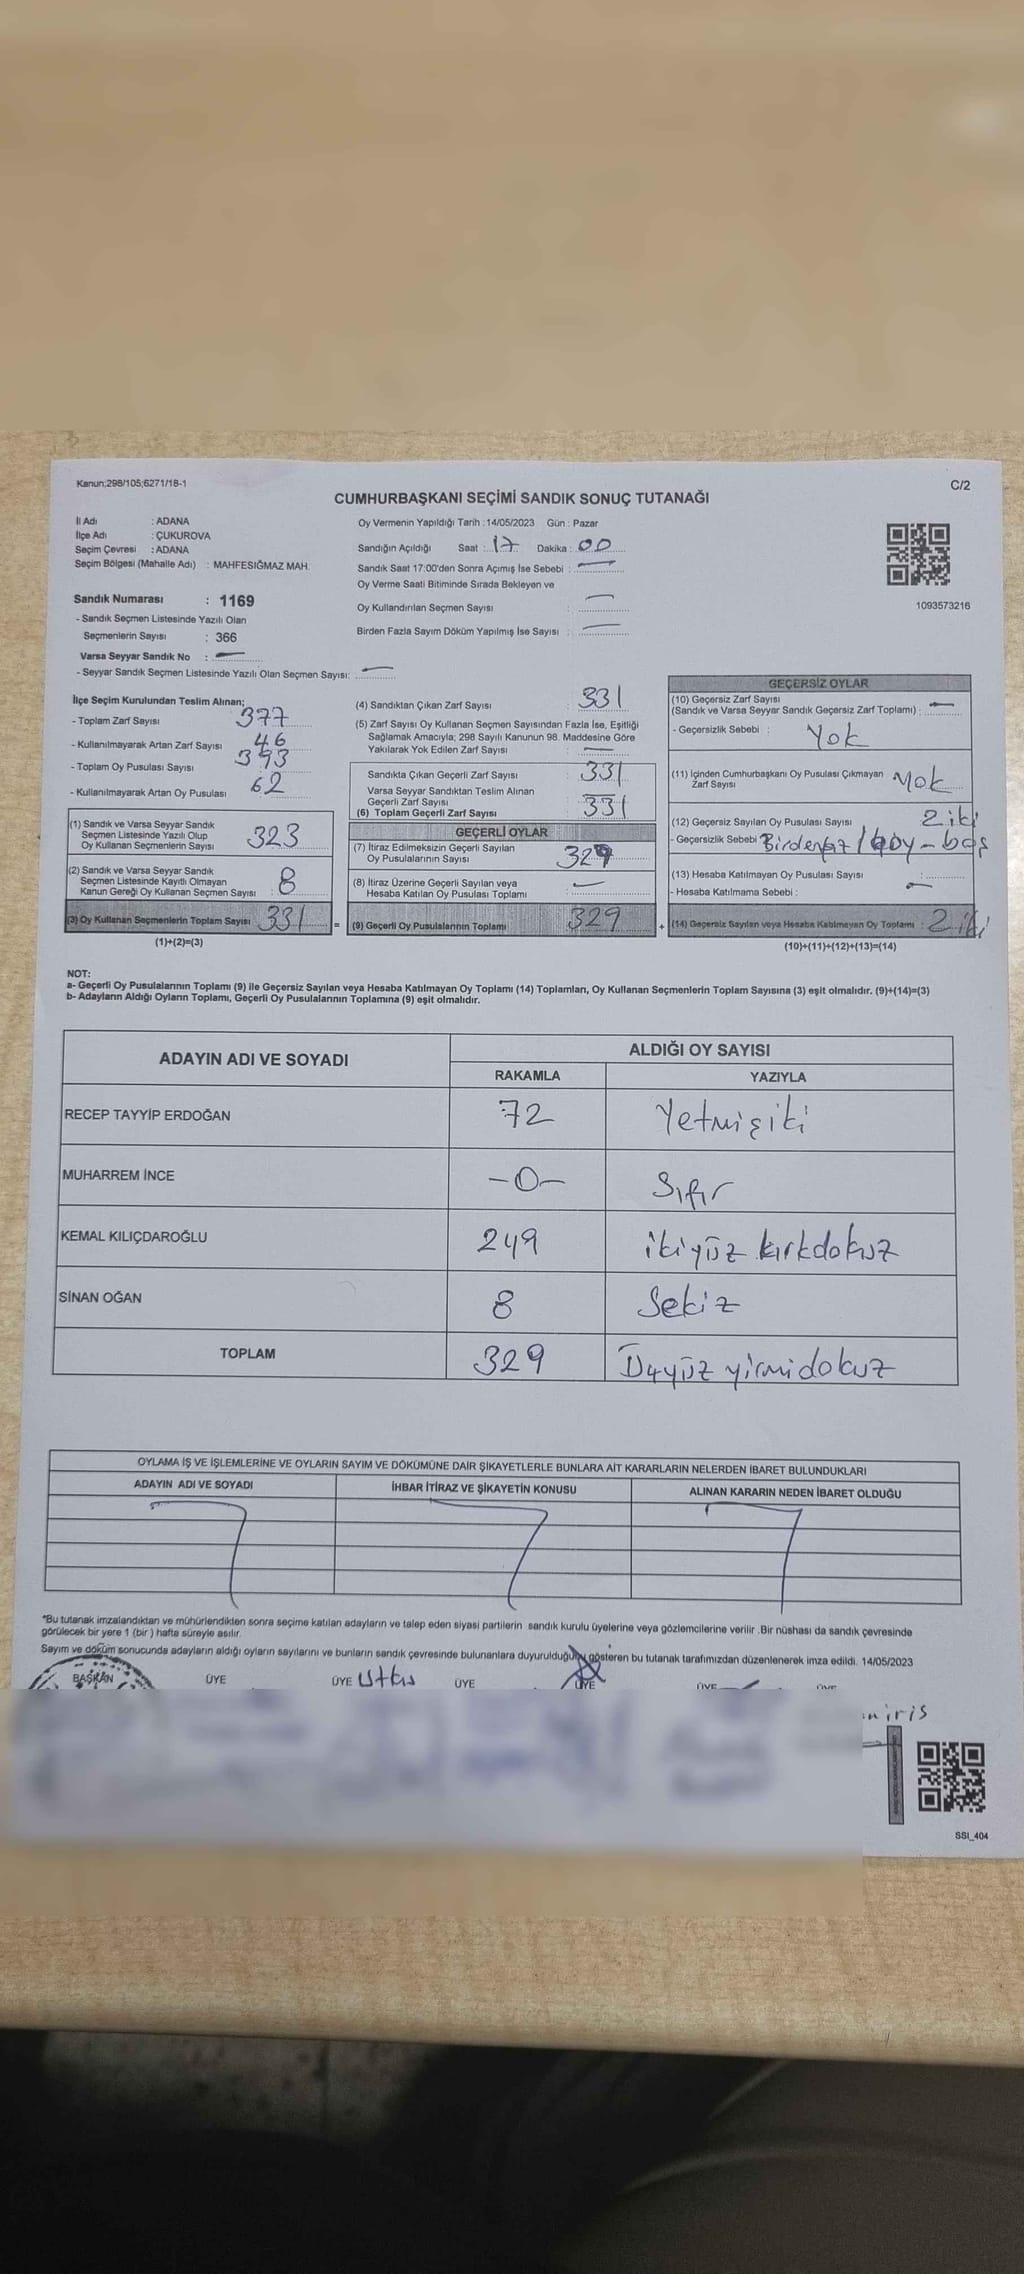 Kanun;298/105;6271/18-1
C/2
CUMHURBAŞKANI SEÇİMİ SANDIK SONUÇ TUTANAĞI
İl Adı : ADANA
İlçe Adı : ÇUKUROVA
Seçim Çevresi : ADANA
Seçim Bölgesi (Mahalle Adı) : MAHFESIĞMAZ MAH.
Sandık Numarası : 1169
- Sandık Seçmen Listesinde Yazılı Olan
Seçmenlerin Sayısı : 366
Varsa Seyyar Sandık No : —
- Seyyar Sandık Seçmen Listesinde Yazılı Olan Seçmen Sayısı: —
Oy Vermenin Yapıldığı Tarih :14/05/2023 Gün : Pazar
Sandığın Açıldığı Saat : 17 Dakika : 00
Sandık Saat 17:00'den Sonra Açımış İse Sebebi : —
Oy Verme Saati Bitiminde Sırada Bekleyen ve
Oy Kullandırılan Seçmen Sayısı : —
Birden Fazla Sayım Döküm Yapılmış İse Sayısı : —
1093573216
İlçe Seçim Kurulundan Teslim Alınan;
- Toplam Zarf Sayısı 377
- Kullanılmayarak Artan Zarf Sayısı 46
- Toplam Oy Pusulası Sayısı 393
- Kullanılmayarak Artan Oy Pusulası 62
(1) Sandık ve Varsa Seyyar Sandık
Seçmen Listesinde Yazılı Olup
Oy Kullanan Seçmenlerin Sayısı 323
(2) Sandık ve Varsa Seyyar Sandık
Seçmen Listesinde Kayıtlı Olmayan
Kanun Gereği Oy Kullanan Seçmen Sayısı : 8
(3) Oy Kullanan Seçmenlerin Toplam Sayısı 331
(1)+(2)=(3)
=
(4) Sandıktan Çıkan Zarf Sayısı : 331
(5) Zarf Sayısı Oy Kullanan Seçmen Sayısından Fazla İse, Eşitliği
Sağlamak Amacıyla; 298 Sayılı Kanunun 98. Maddesine Göre
Yakılarak Yok Edilen Zarf Sayısı : —
Sandıkta Çıkan Geçerli Zarf Sayısı : 331
Varsa Seyyar Sandıktan Teslim Alınan
Geçerli Zarf Sayısı
(6) Toplam Geçerli Zarf Sayısı : 331
GEÇERLİ OYLAR
(7) İtiraz Edilmeksizin Geçerli Sayılan
Oy Pusulalarının Sayısı 329
(8) İtiraz Üzerine Geçerli Sayılan veya
Hesaba Katılan Oy Pusulası Toplamı : —
(9) Geçerli Oy Pusulalarının Toplamı 329
+
GEÇERSİZ OYLAR
(10) Geçersiz Zarf Sayısı
(Sandık ve Varsa Seyyar Sandık Geçersiz Zarf Toplamı) : —
- Geçersizlik Sebebi : Yok
(11) İçinden Cumhurbaşkanı Oy Pusulası Çıkmayan
Zarf Sayısı Yok
(12) Geçersiz Sayılan Oy Pusulası Sayısı 2 iki
- Geçersizlik Sebebi
(13) Hesaba Katılmayan Oy Pusulası Sayısı :
- Hesaba Katılmama Sebebi : —
(14) Geçersiz Sayılan veya Hesaba Katılmayan Oy Toplamı : 2 iki
(10)+(11)+(12)+(13)=(14)
NOT:
a- Geçerli Oy Pusulalarının Toplamı (9) ile Geçersiz Sayılan veya Hesaba Katılmayan Oy Toplamı (14) Toplamları, Oy Kullanan Seçmenlerin Toplam Sayısına (3) eşit olmalıdır. (9)+(14)=(3)
b- Adayların Aldığı Oyların Toplamı, Geçerli Oy Pusulalarının Toplamına (9) eşit olmalıdır.
ADAYIN ADI VE SOYADI
ALDIĞI OY SAYISI
RAKAMLA YAZIYLA
RECEP TAYYİP ERDOĞAN 72 Yetmişiki
MUHARREM İNCE -0- Sıfır
KEMAL KILIÇDAROĞLU 249 ikiyüz kırkdokuz
SİNAN OĞAN 8 Sekiz
TOPLAM 329 Üçyüz yirmidokuz
OYLAMA İŞ VE İŞLEMLERİNE VE OYLARIN SAYIM VE DÖKÜMÜNE DAİR ŞİKAYETLERLE BUNLARA AİT KARARLARIN NELERDEN İBARET BULUNDUKLARI
ADAYIN ADI VE SOYADI İHBAR İTİRAZ VE ŞİKAYETİN KONUSU ALINAN KARARIN NEDEN İBARET OLDUĞU
*Bu tutanak imzalandıktan ve mühürlendikten sonra seçime katılan adayların ve talep eden siyasi partilerin sandık kurulu üyelerine veya gözlemcilerine verilir .Bir nüshası da sandık çevresinde
görülecek bir yere 1 (bir ) hafta süreyle asılır.
Sayım ve döküm sonucunda adayların aldığı oyların sayılarını ve bunların sandık çevresinde bulunanlara duyurulduğunu gösteren bu tutanak tarafımızdan düzenlenerek imza edildi. 14/05/2023
BAŞKAN ÜYE ÜYE ÜYE ÜYE ÜYE ÜYE
SSI_404